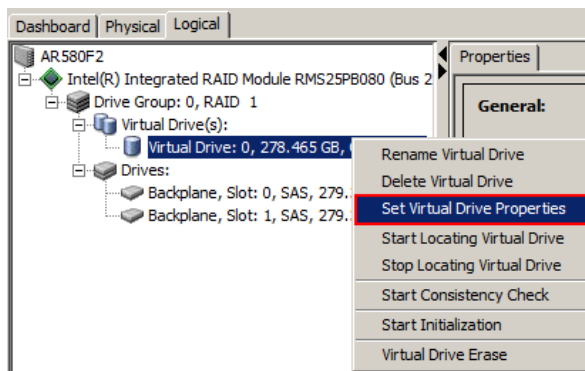 Dashboard Physical Logical
AR580F2
Intel(R) Integrated RAID Module RMS25PB080 (Bus 2
Drive Group: 0, RAID 1
Virtual Drive(s):
Virtual Drive: 0, 278.465 GB,
Drives:
Backplane, Slot: 0, SAS, 279.
Backplane, Slot: 1, SAS, 279.
Properties
General:
Rename Virtual Drive
Delete Virtual Drive
Set Virtual Drive Properties
Start Locating Virtual Drive
Stop Locating Virtual Drive
Start Consistency Check
Start Initialization
Virtual Drive Erase